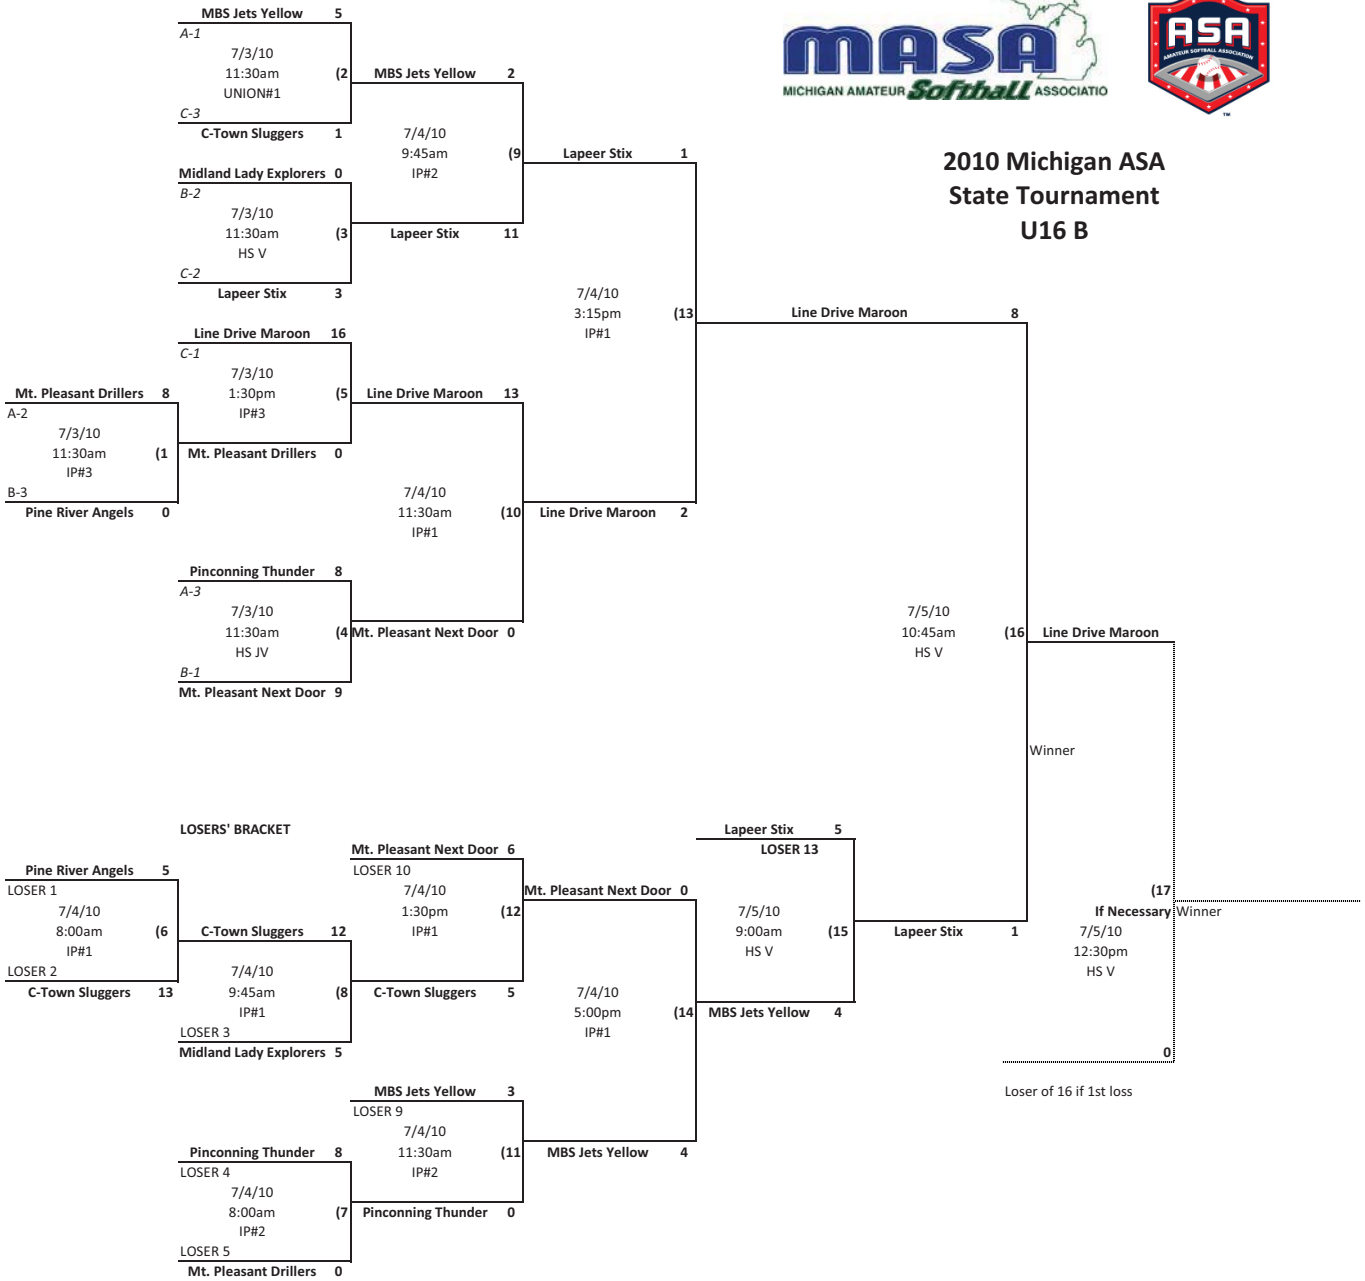 MASA
MICHIGAN AMATEUR Softball ASSOCIATIO
ASA
AMATEUR SOFTBALL ASSOCIATION
TM
2010 Michigan ASA
State Tournament
U16 B
MBS Jets Yellow 5
A-1
7/3/10
11:30am (2
UNION#1
C-3
C-Town Sluggers 1
MBS Jets Yellow 2
7/4/10
9:45am (9
IP#2
Lapeer Stix 11
Midland Lady Explorers 0
B-2
7/3/10
11:30am (3
HS V
C-2
Lapeer Stix 3
Lapeer Stix 1
7/4/10
3:15pm (13
IP#1
Line Drive Maroon 2
Line Drive Maroon 16
C-1
7/3/10
1:30pm (5
IP#3
Mt. Pleasant Drillers 0
Mt. Pleasant Drillers 8
A-2
7/3/10
11:30am (1
IP#3
B-3
Pine River Angels 0
Line Drive Maroon 13
7/4/10
11:30am (10
IP#1
Mt. Pleasant Next Door 0
Pinconning Thunder 8
A-3
7/3/10
11:30am (4
HS JV
B-1
Mt. Pleasant Next Door 9
Line Drive Maroon 8
7/5/10
10:45am (16
HS V
Line Drive Maroon
Winner
LOSERS' BRACKET
Pine River Angels 5
LOSER 1
7/4/10
8:00am (6
IP#1
LOSER 2
C-Town Sluggers 13
C-Town Sluggers 12
7/4/10
9:45am (8
IP#1
LOSER 3
Midland Lady Explorers 5
Mt. Pleasant Next Door 6
LOSER 10
7/4/10
1:30pm (12
IP#1
C-Town Sluggers 5
Mt. Pleasant Next Door 0
7/4/10
5:00pm (14
IP#1
MBS Jets Yellow 4
MBS Jets Yellow 3
LOSER 9
7/4/10
11:30am (11
IP#2
Pinconning Thunder 0
Pinconning Thunder 8
LOSER 4
7/4/10
8:00am (7
IP#2
LOSER 5
Mt. Pleasant Drillers 0
Lapeer Stix 5
LOSER 13
7/5/10
9:00am (15
HS V
MBS Jets Yellow 4
Lapeer Stix 1
(17
If Necessary Winner
7/5/10
12:30pm
HS V
0
Loser of 16 if 1st loss